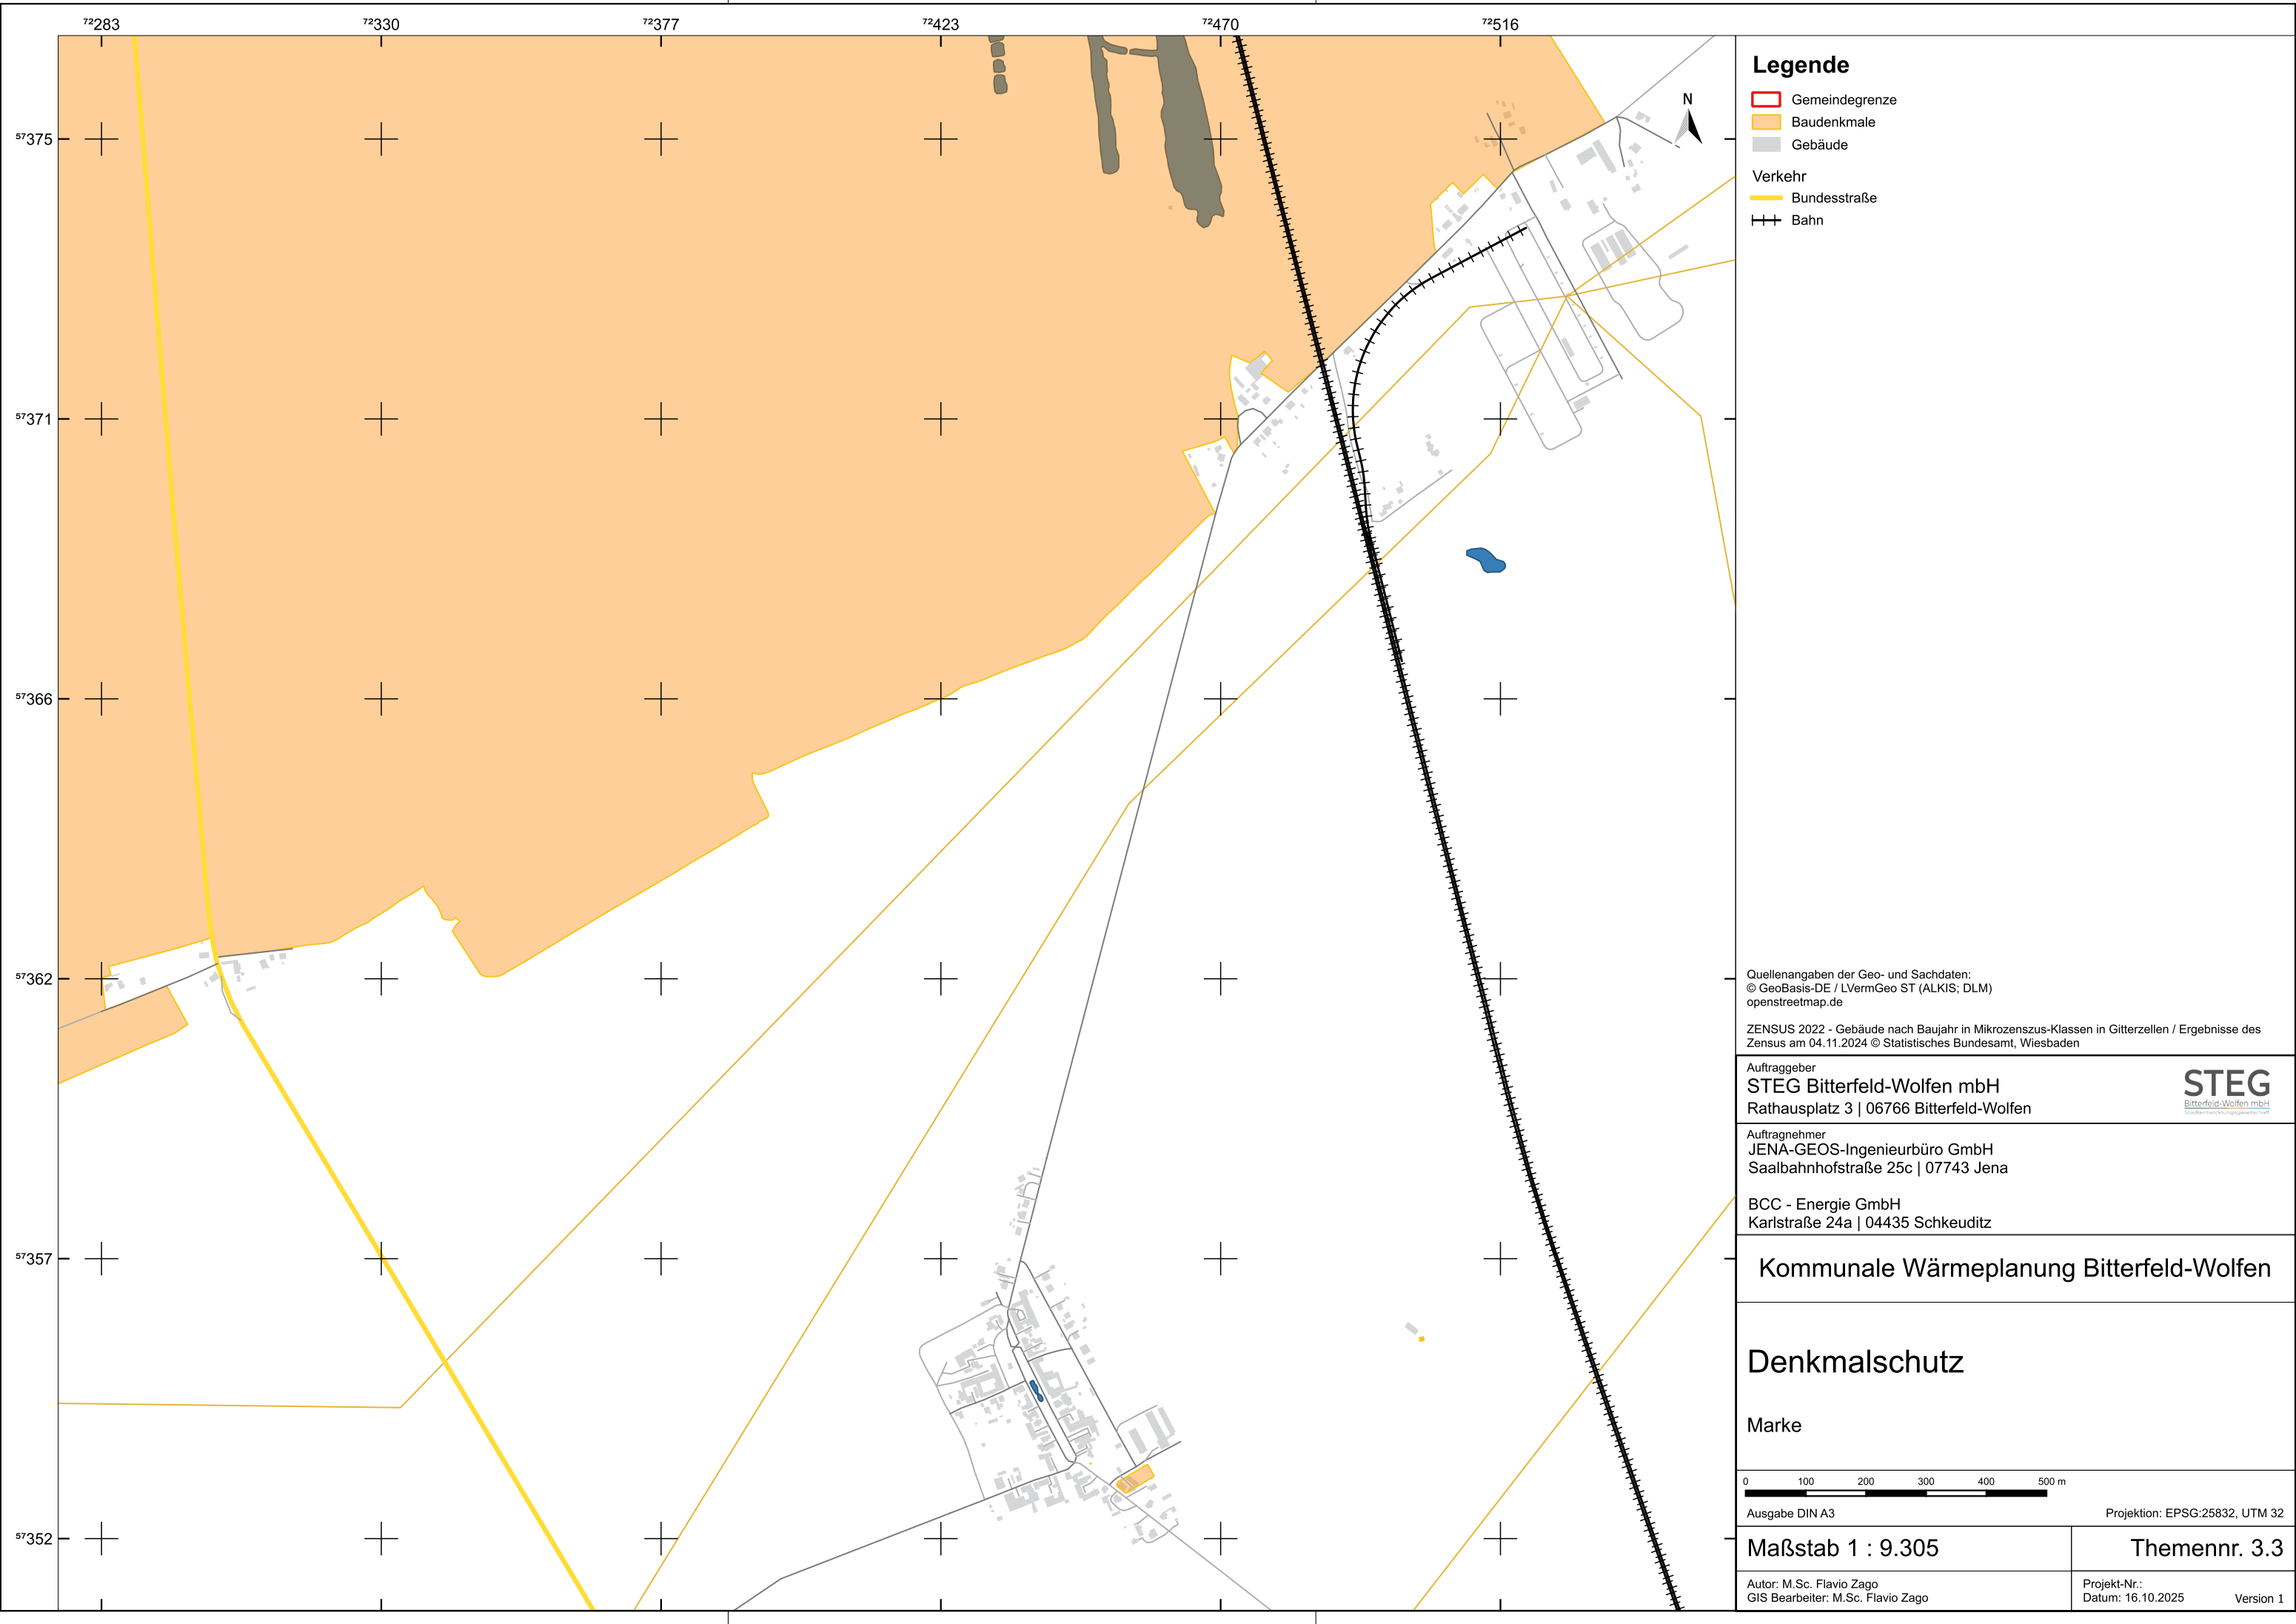 72283 72330 72377 72423 72470 72516
57375
57371
57366
57362
57357
57352
N
Legende
Gemeindegrenze
Baudenkmale
Gebäude
Verkehr
Bundesstraße
Bahn
Quellenangaben der Geo- und Sachdaten:
© GeoBasis-DE / LVermGeo ST (ALKIS; DLM)
openstreetmap.de
ZENSUS 2022 - Gebäude nach Baujahr in Mikrozenszus-Klassen in Gitterzellen / Ergebnisse des
Zensus am 04.11.2024 © Statistisches Bundesamt, Wiesbaden
Auftraggeber
STEG Bitterfeld-Wolfen mbH
Rathausplatz 3 | 06766 Bitterfeld-Wolfen
STEG
Bitterfeld-Wolfen mbH
Stadtentwicklungsgesellschaft
Auftragnehmer
JENA-GEOS-Ingenieurbüro GmbH
Saalbahnhofstraße 25c | 07743 Jena
BCC - Energie GmbH
Karlstraße 24a | 04435 Schkeuditz
Kommunale Wärmeplanung Bitterfeld-Wolfen
Denkmalschutz
Marke
0 100 200 300 400 500 m
Ausgabe DIN A3 Projektion: EPSG:25832, UTM 32
Maßstab 1 : 9.305 Themennr. 3.3
Autor: M.Sc. Flavio Zago
GIS Bearbeiter: M.Sc. Flavio Zago
Projekt-Nr.:
Datum: 16.10.2025 Version 1